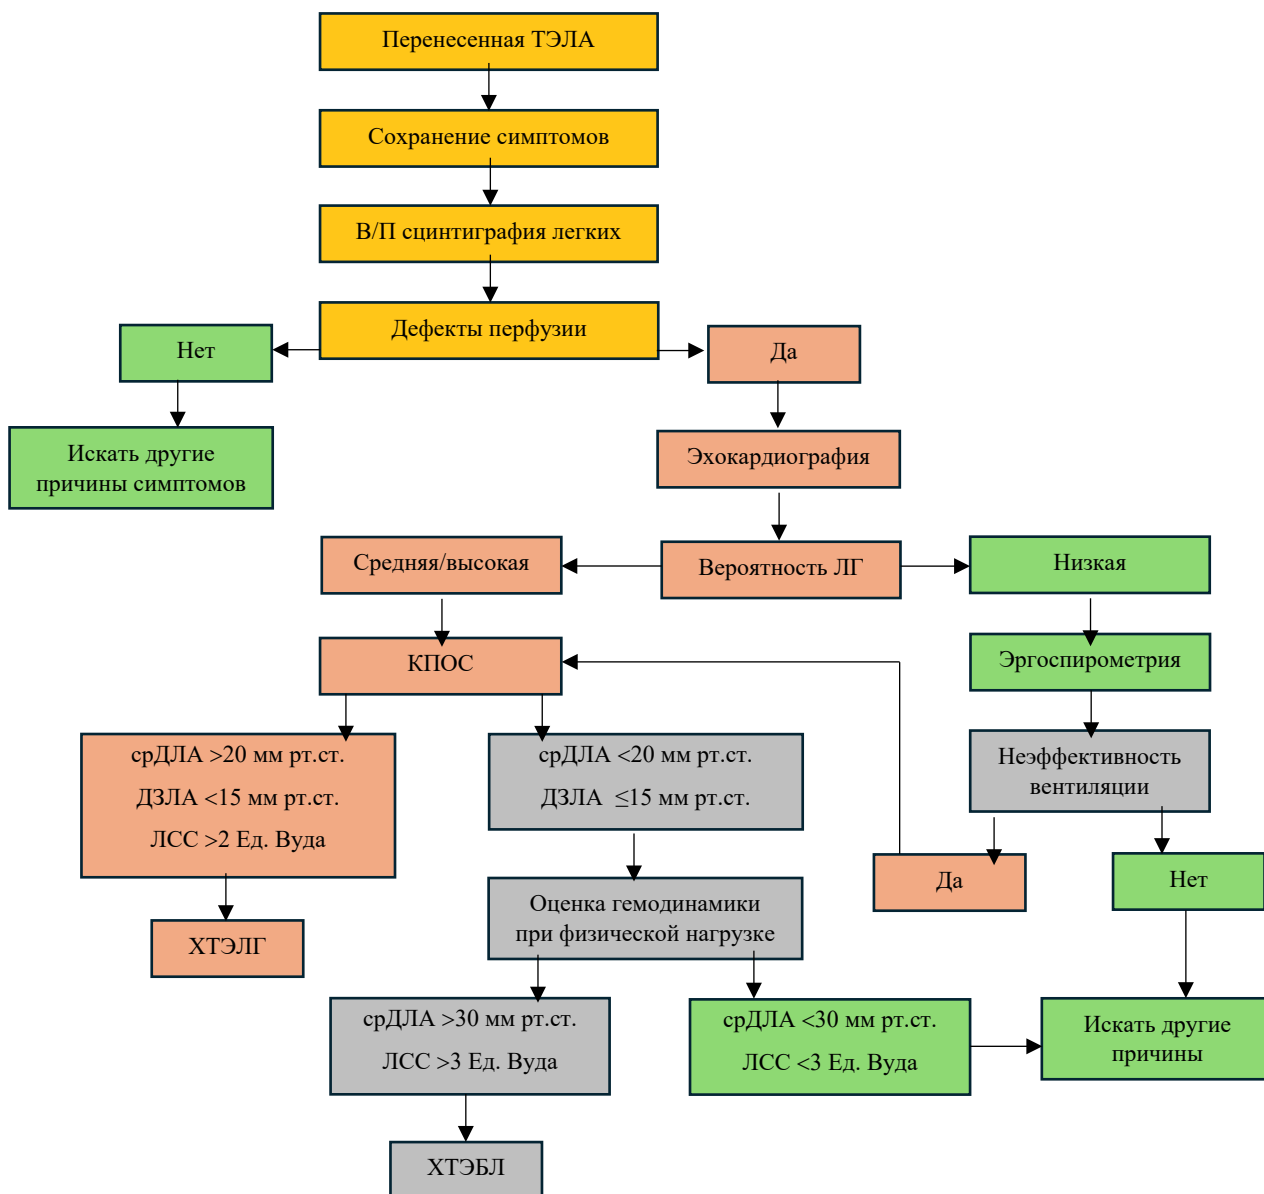 Перенесенная ТЭЛА
Сохранение симптомов
В/П сцинтиграфия легких
Дефекты перфузии
Нет
Да
Искать другие
причины симптомов
Эхокардиография
Средняя/высокая
Вероятность ЛГ
Низкая
КПОС
Эргоспирометрия
срДЛА >20 мм рт.ст.
ДЗЛА <15 мм рт.ст.
ЛСС >2 Ед. Вуда
срДЛА <20 мм рт.ст.
ДЗЛА ≤15 мм рт.ст.
Неэффективность
вентиляции
Да
Нет
ХТЭЛГ
Оценка гемодинамики
при физической нагрузке
срДЛА >30 мм рт.ст.
ЛСС >3 Ед. Вуда
срДЛА <30 мм рт.ст.
ЛСС <3 Ед. Вуда
Искать другие
причины
ХТЭБЛ